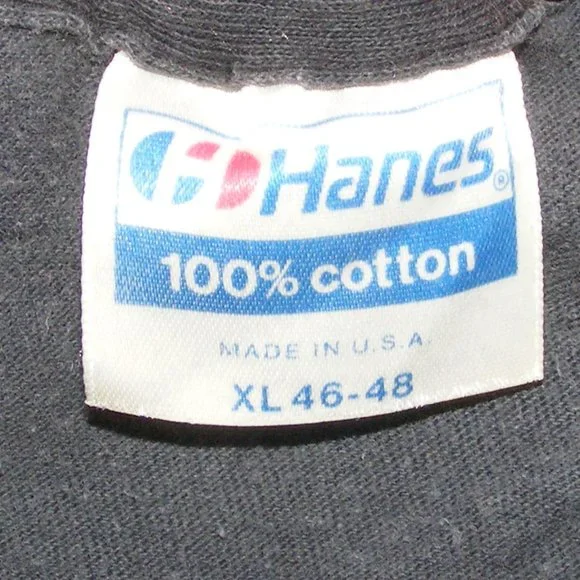 Hanes®
100% cotton
MADE IN U.S.A.
XL 46-48